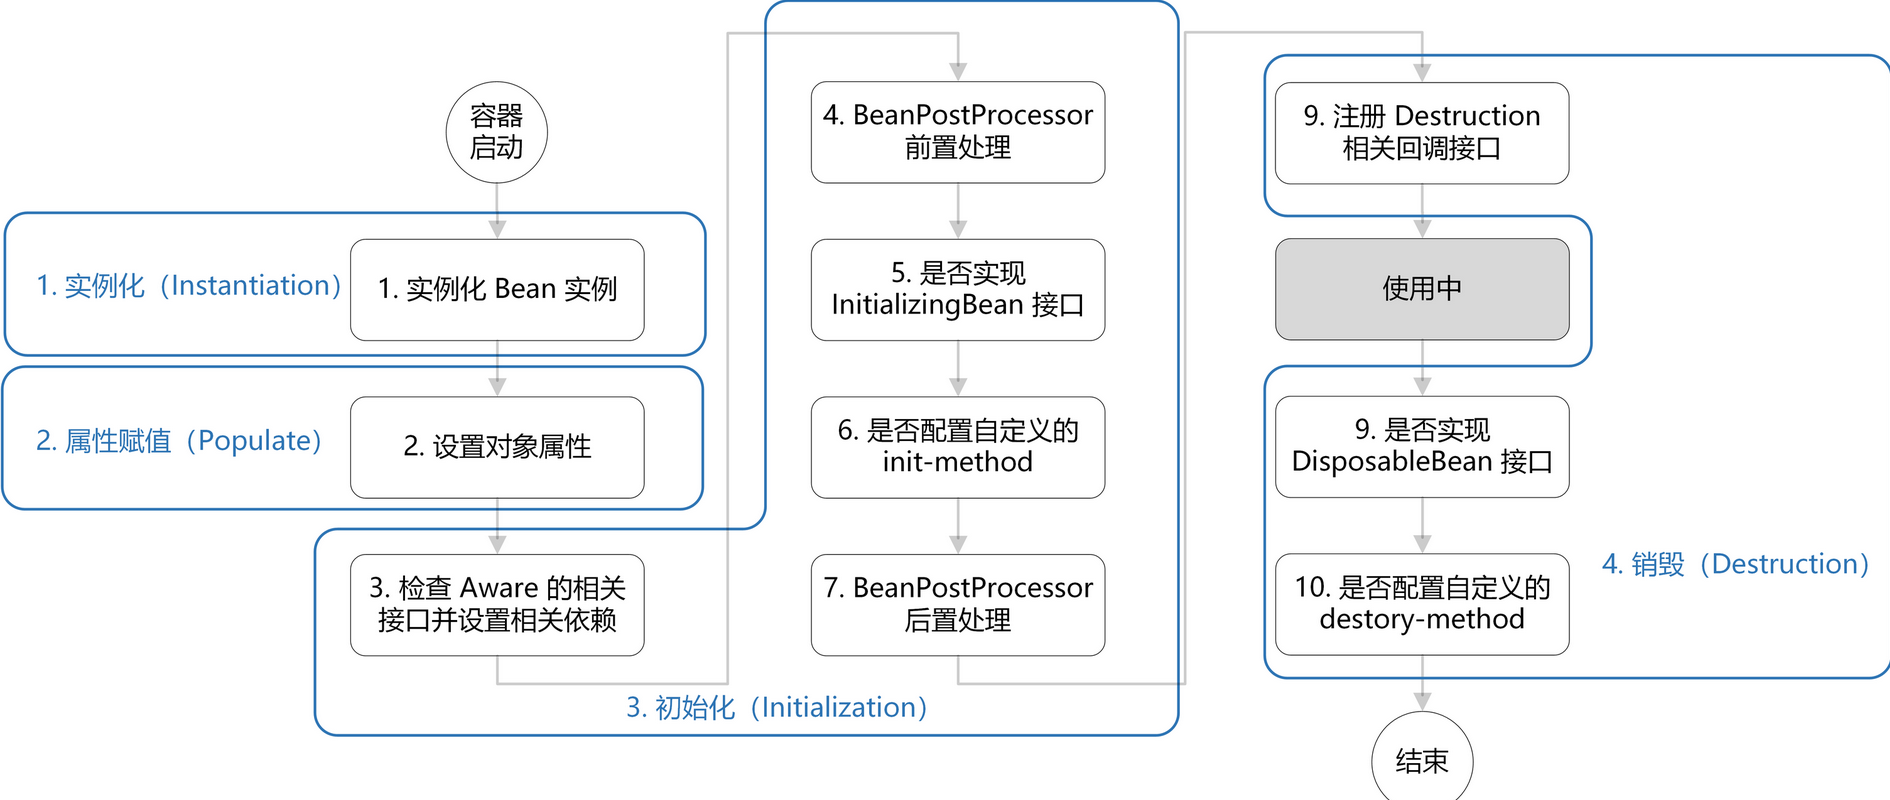 容器
启动
1. 实例化（Instantiation）
1. 实例化 Bean 实例
2. 属性赋值（Populate）
2. 设置对象属性
3. 检查 Aware 的相关
接口并设置相关依赖
3. 初始化（Initialization）
4. BeanPostProcessor
前置处理
5. 是否实现
InitializingBean 接口
6. 是否配置自定义的
init-method
7. BeanPostProcessor
后置处理
9. 注册 Destruction
相关回调接口
使用中
9. 是否实现
DisposableBean 接口
10. 是否配置自定义的
destory-method
4. 销毁（Destruction）
结束